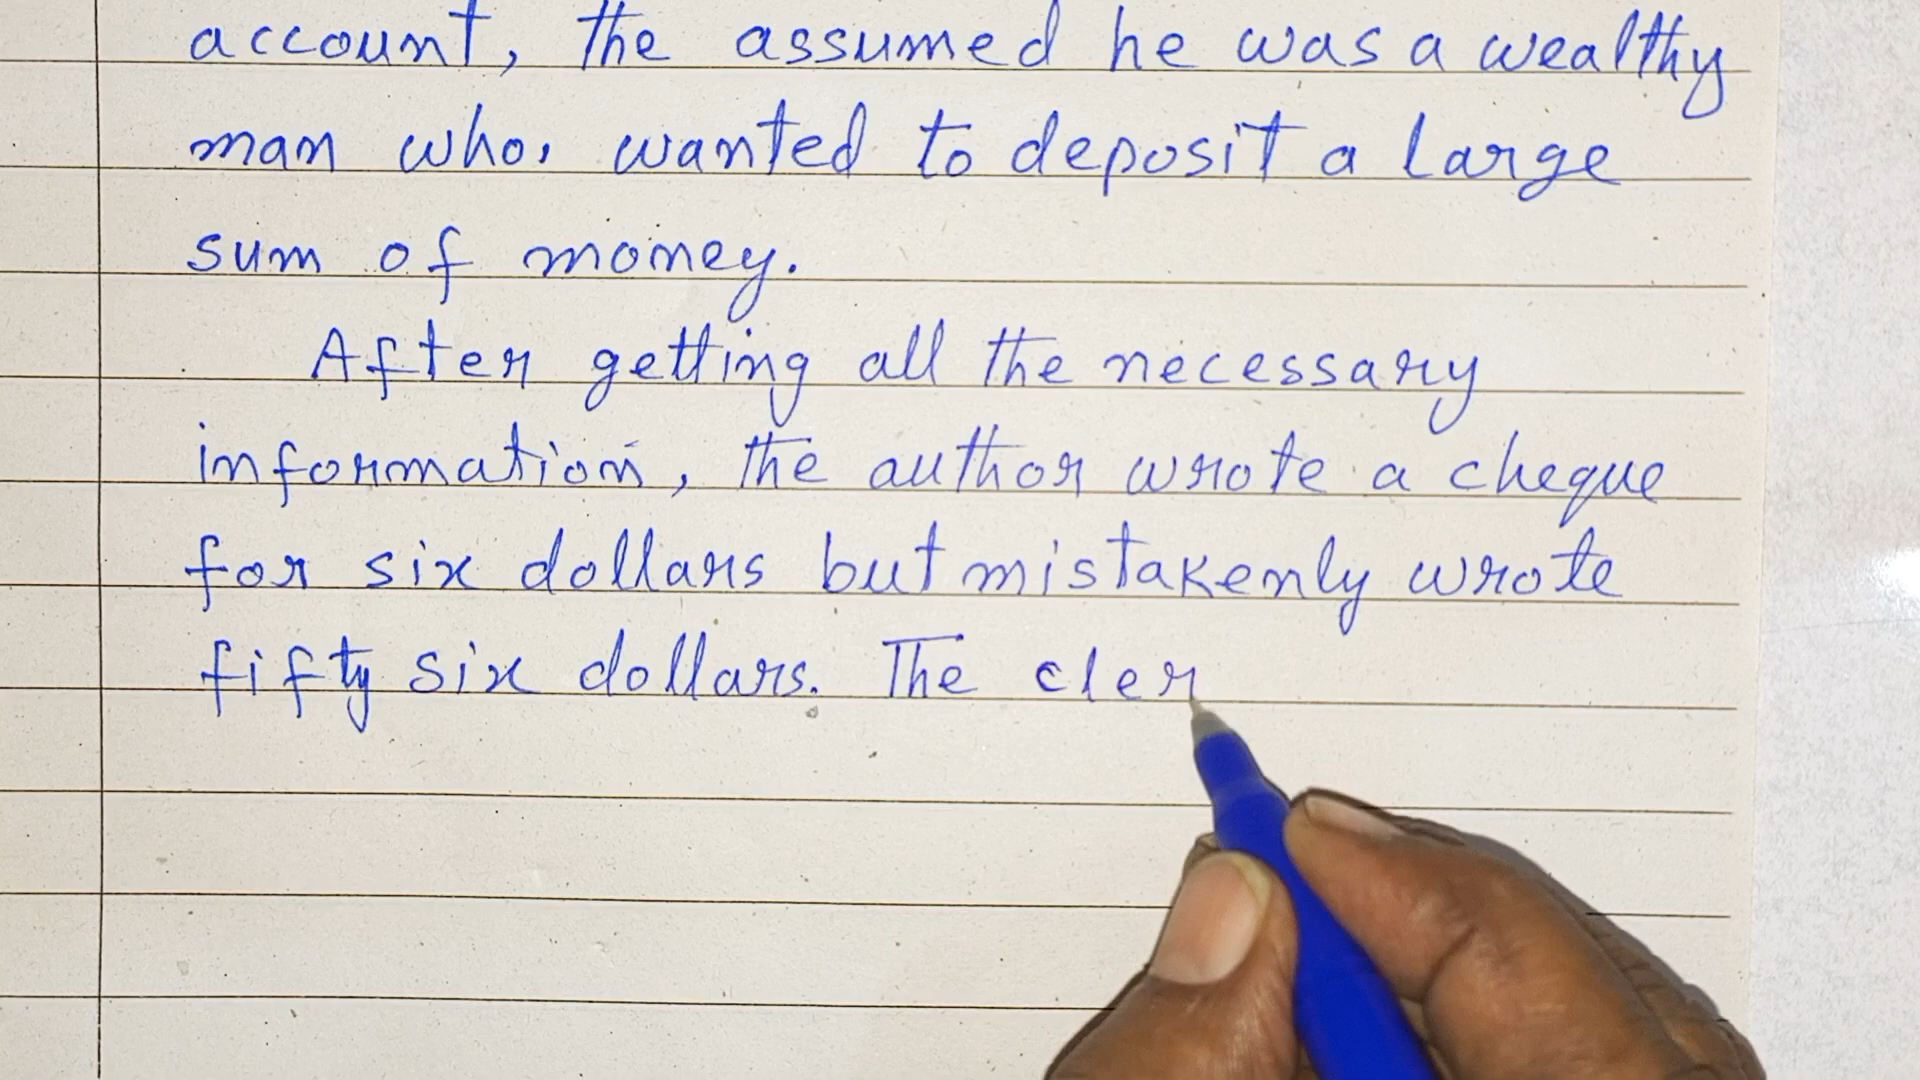 account, the assumed he was a wealthy
man who, wanted to deposit a large
sum of money.
After getting all the necessary
information, the author wrote a cheque
for six dollars but mistakenly wrote
fifty six dollars. The cler